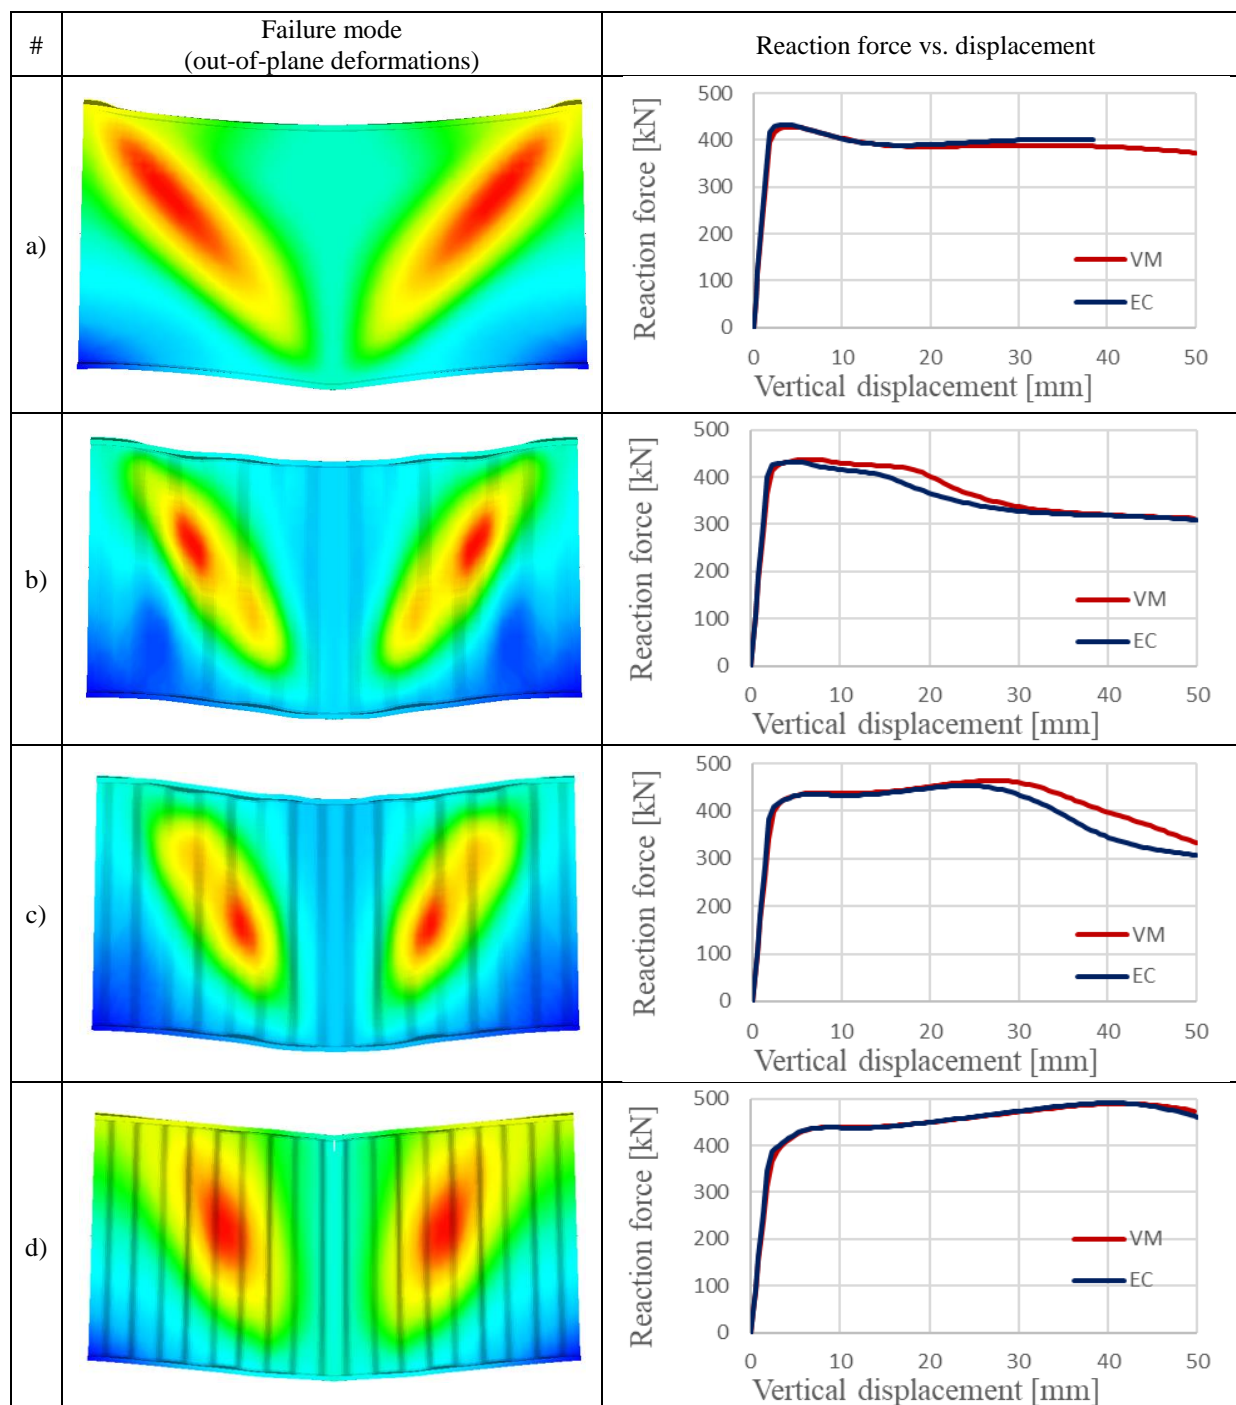 #
Failure mode
(out-of-plane deformations)
Reaction force vs. displacement
a)
Reaction force [kN]
500
400
300
200
100
0
VM
EC
0 10 20 30 40 50
Vertical displacement [mm]
b)
Reaction force [kN]
500
400
300
200
100
0
VM
EC
0 10 20 30 40 50
Vertical displacement [mm]
c)
Reaction force [kN]
500
400
300
200
100
0
VM
EC
0 10 20 30 40 50
Vertical displacement [mm]
d)
Reaction force [kN]
500
400
300
200
100
0
VM
EC
0 10 20 30 40 50
Vertical displacement [mm]